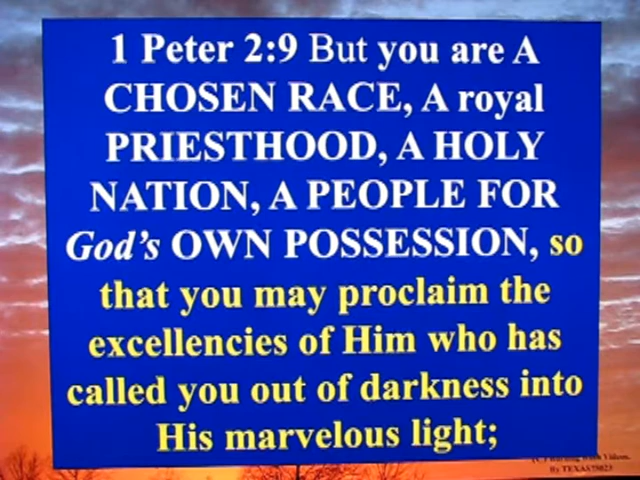 1 Peter 2:9 But you are A
CHOSEN RACE, A royal
PRIESTHOOD, A HOLY
NATION, A PEOPLE FOR
God's OWN POSSESSION, so
that you may proclaim the
excellencies of Him who has
called you out of darkness into
His marvelous light;
By TEXAS75023